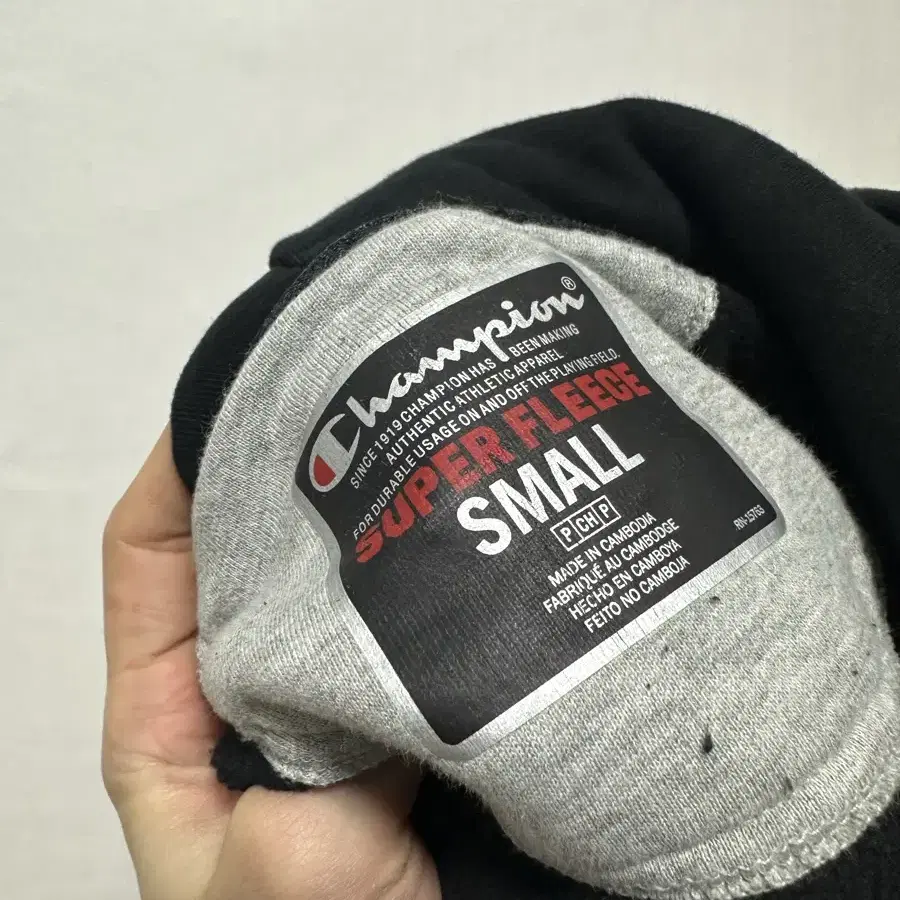 Champion®
SINCE 1919 CHAMPION HAS BEEN MAKING
AUTHENTIC ATHLETIC APPAREL
FOR DURABLE USAGE ON AND OFF THE PLAYING FIELD.
SUPER FLEECE
SMALL
P CH P
MADE IN CAMBODIA
FABRIQUÉ AU CAMBODGE
HECHO EN CAMBOYA
FEITO NO CAMBOJA
RN-15763